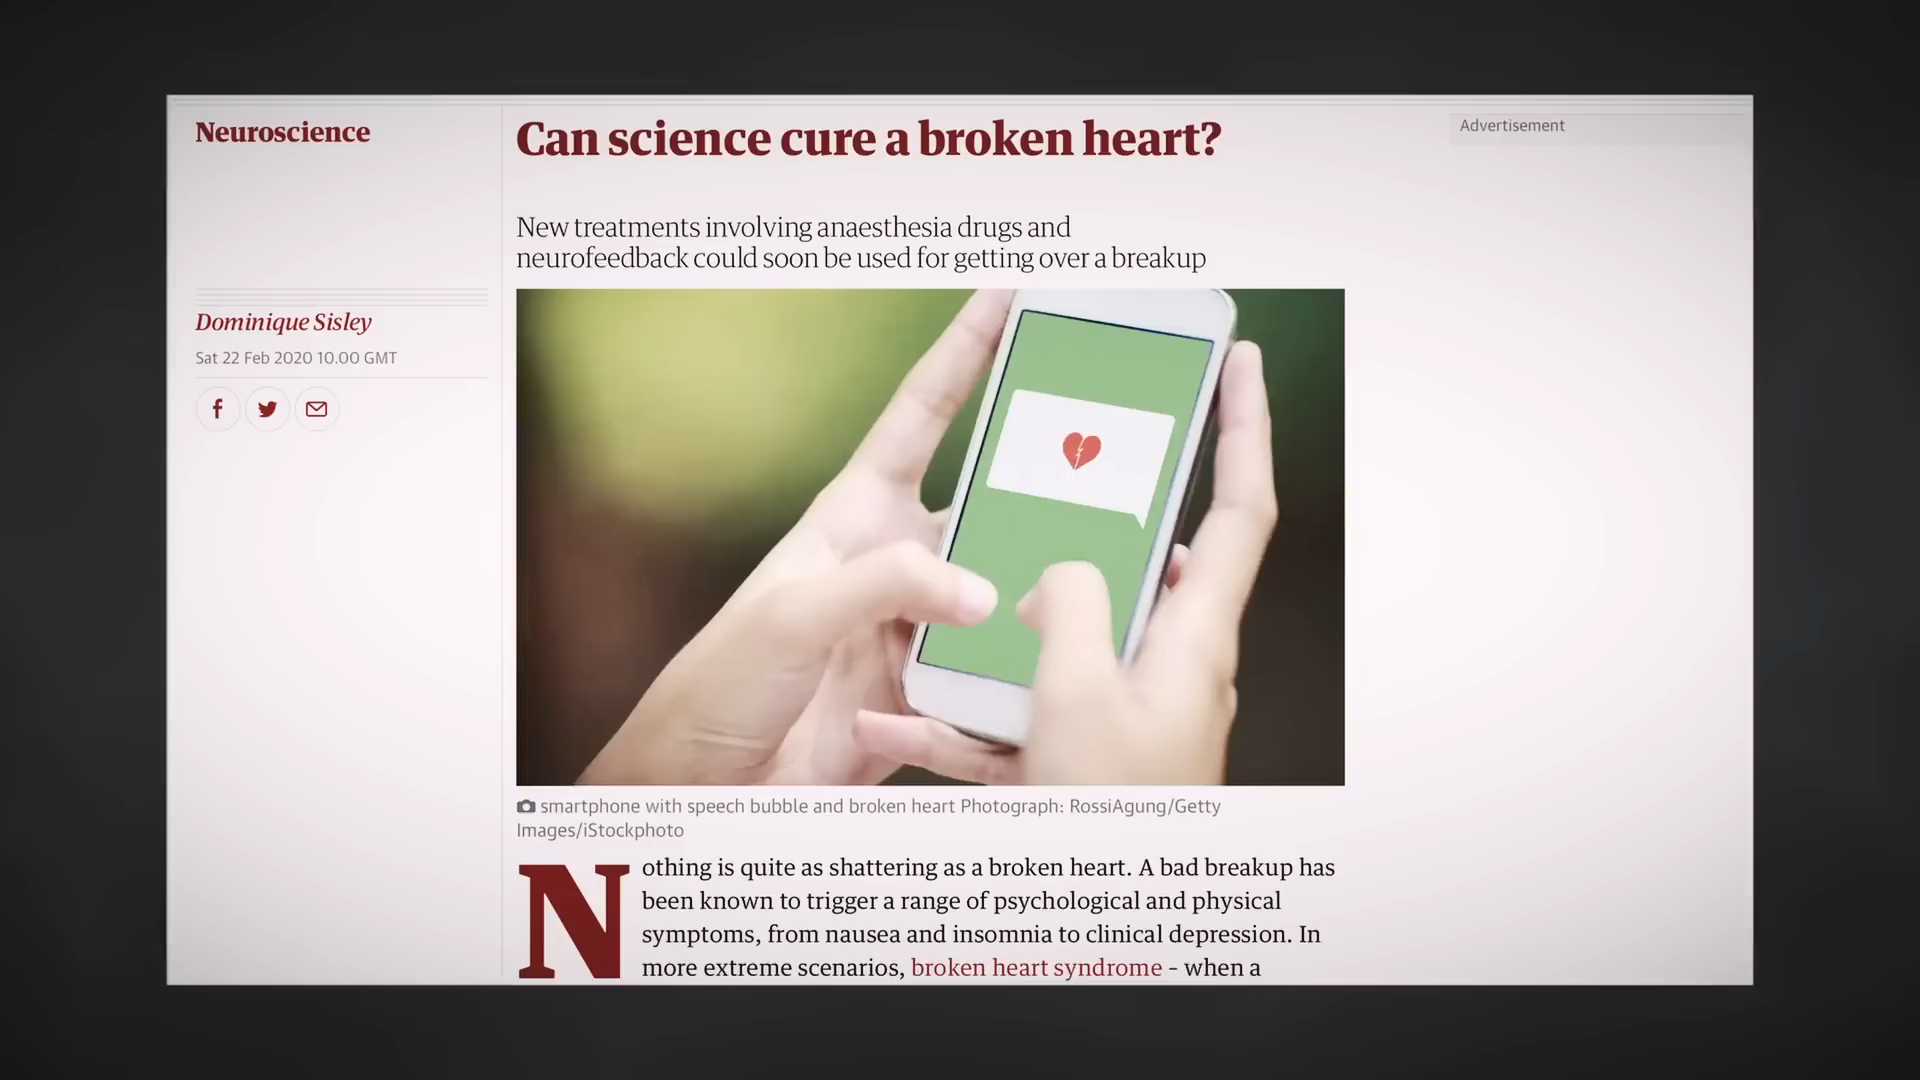 Neuroscience
Can science cure a broken heart?
Advertisement
New treatments involving anaesthesia drugs and
neurofeedback could soon be used for getting over a breakup
Dominique Sisley
Sat 22 Feb 2020 10.00 GMT
smartphone with speech bubble and broken heart Photograph: RossiAgung/Getty
Images/iStockphoto
Nothing is quite as shattering as a broken heart. A bad breakup has
been known to trigger a range of psychological and physical
symptoms, from nausea and insomnia to clinical depression. In
more extreme scenarios, broken heart syndrome – when a